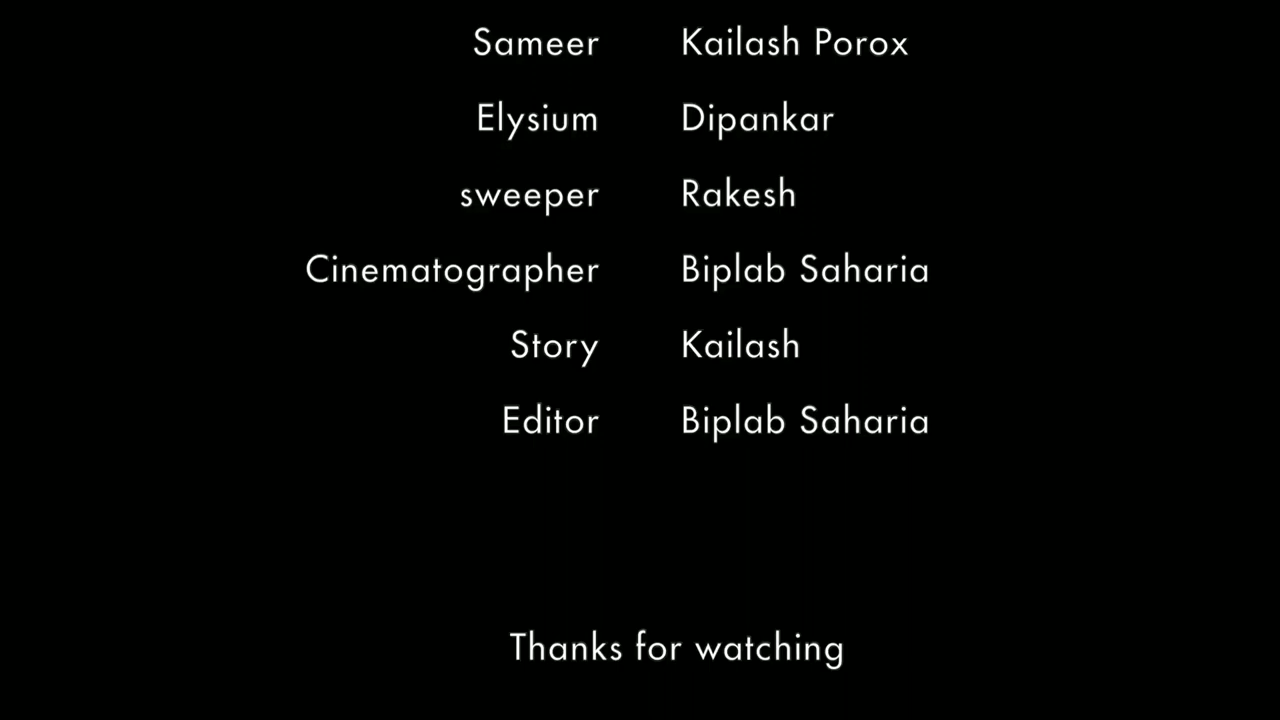 Sameer Kailash Porox
Elysium Dipankar
sweeper Rakesh
Cinematographer Biplab Saharia
Story Kailash
Editor Biplab Saharia
Thanks for watching